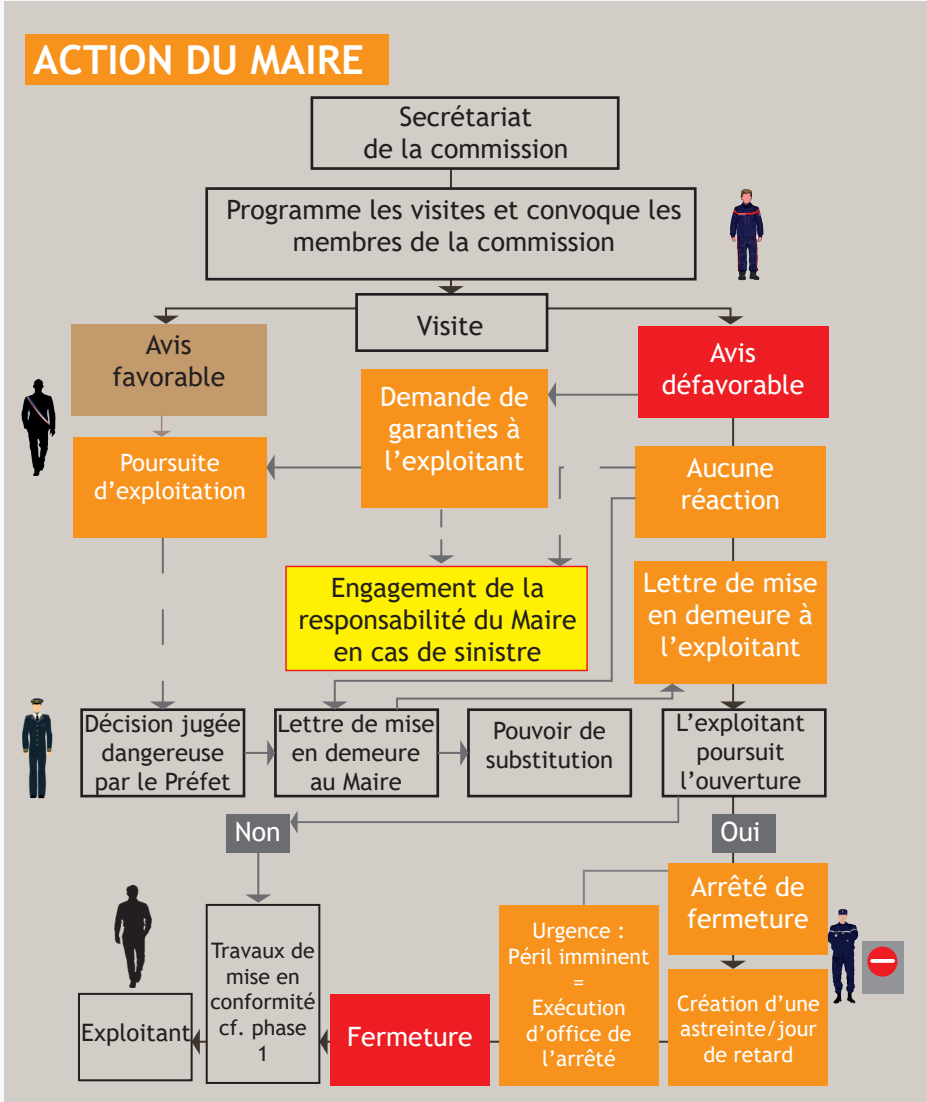 ACTION DU MAIRE
Secrétariat
de la commission
Programme les visites et convoque les
membres de la commission
Visite
Avis
favorable
Avis
défavorable
Demande de
garanties à
l'exploitant
Poursuite
d'exploitation
Aucune
réaction
Engagement de la
responsabilité du Maire
en cas de sinistre
Lettre de mise
en demeure à
l'exploitant
Décision jugée
dangereuse
par le Préfet
Lettre de mise
en demeure
au Maire
Pouvoir de
substitution
L'exploitant
poursuit
l'ouverture
Non
Oui
Arrêté de
fermeture
Urgence :
Péril imminent
=
Exécution
d'office de
l'arrêté
Création d'une
astreinte/jour
de retard
Fermeture
Travaux de
mise en
conformité
cf. phase
1
Exploitant